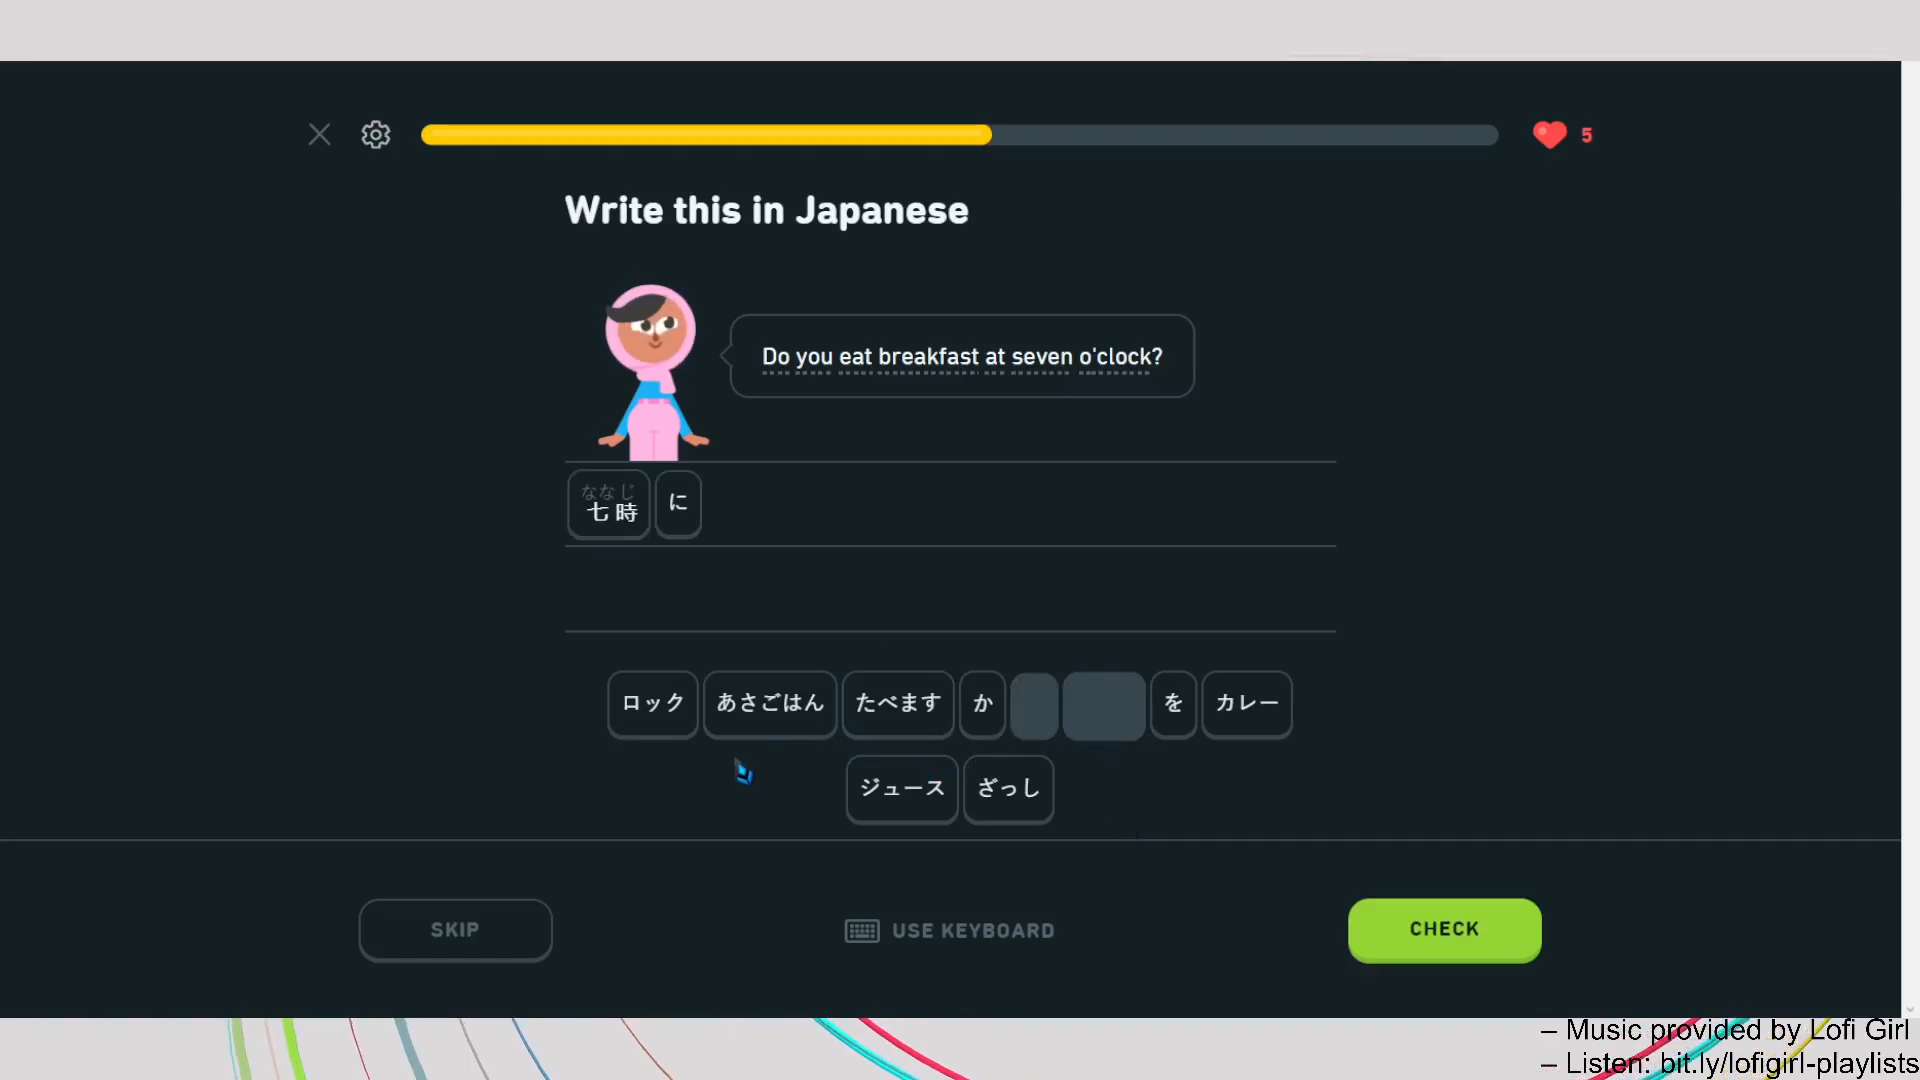 5
Write this in Japanese
Do you eat breakfast at seven o'clock?
ななじ
七時 に
ロック あさごはん たべます か を カレー
ジュース ざっし
SKIP USE KEYBOARD CHECK
– Music provided by Lofi Girl
– Listen: bit.ly/lofigirl-playlists